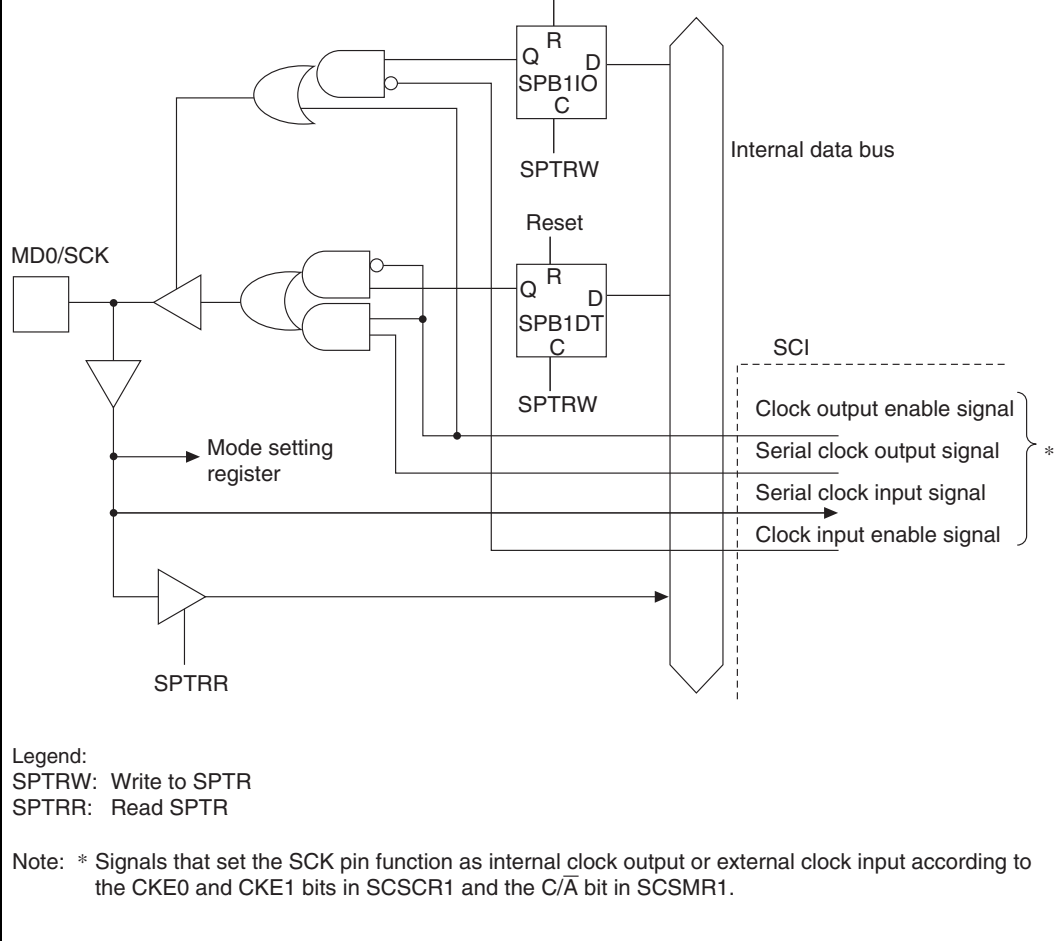 R
Q
D
SPB1IO
C
SPTRW
Internal data bus
Reset
MD0/SCK
R
Q
D
SPB1DT
C
SPTRW
SCI
Clock output enable signal
Serial clock output signal
Serial clock input signal
Clock input enable signal
*
Mode setting
register
SPTRR
Legend:
SPTRW: Write to SPTR
SPTRR: Read SPTR
Note: * Signals that set the SCK pin function as internal clock output or external clock input according to
the CKE0 and CKE1 bits in SCSCR1 and the C/A̅ bit in SCSMR1.